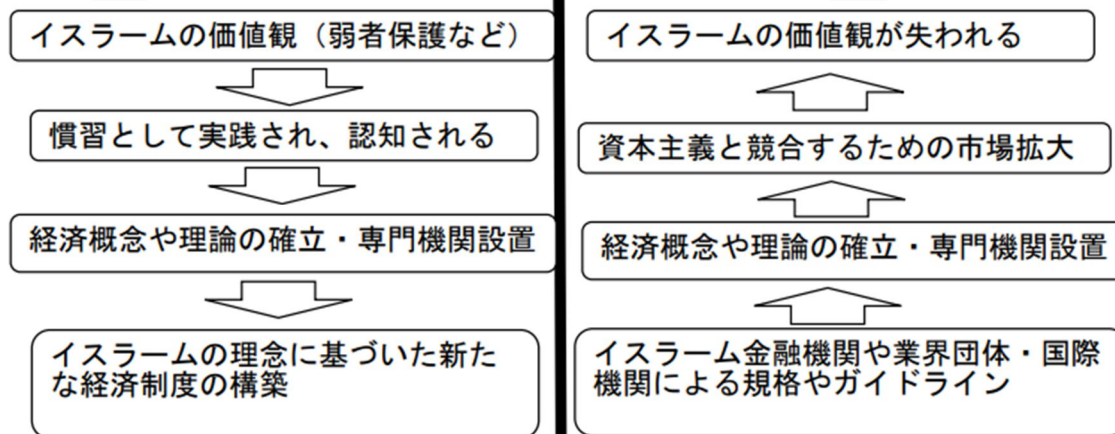 イスラームの価値観（弱者保護など）
慣習として実践され、認知される
経済概念や理論の確立・専門機関設置
イスラームの理念に基づいた新た
な経済制度の構築
イスラームの価値観が失われる
資本主義と競合するための市場拡大
経済概念や理論の確立・専門機関設置
イスラーム金融機関や業界団体・国際
機関による規格やガイドライン